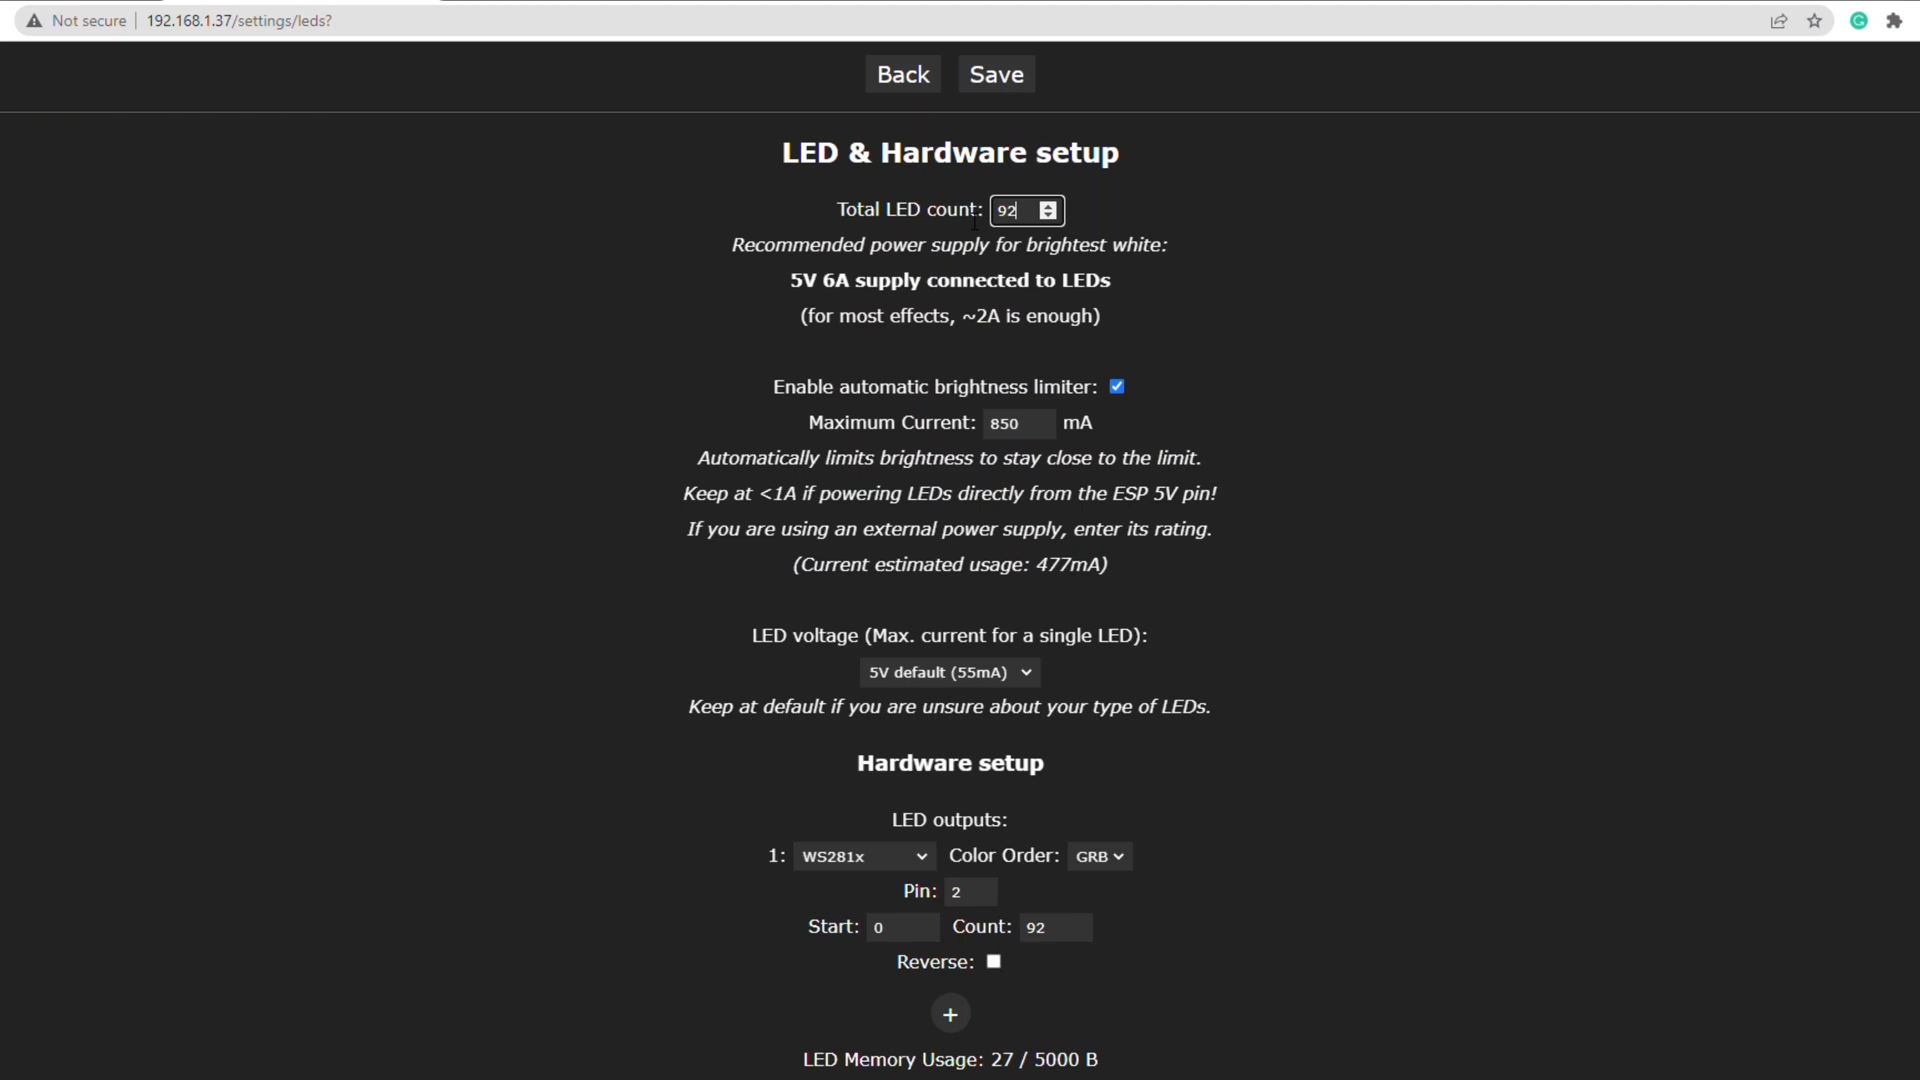 Not secure | 192.168.1.37/settings/leds?
Back Save
LED & Hardware setup
Total LED count: 92
Recommended power supply for brightest white:
5V 6A supply connected to LEDs
(for most effects, ~2A is enough)
Enable automatic brightness limiter:
Maximum Current: 850 mA
Automatically limits brightness to stay close to the limit.
Keep at <1A if powering LEDs directly from the ESP 5V pin!
If you are using an external power supply, enter its rating.
(Current estimated usage: 477mA)
LED voltage (Max. current for a single LED):
5V default (55mA)
Keep at default if you are unsure about your type of LEDs.
Hardware setup
LED outputs:
1: WS281x Color Order: GRB
Pin: 2
Start: 0 Count: 92
Reverse:
+
LED Memory Usage: 27 / 5000 B